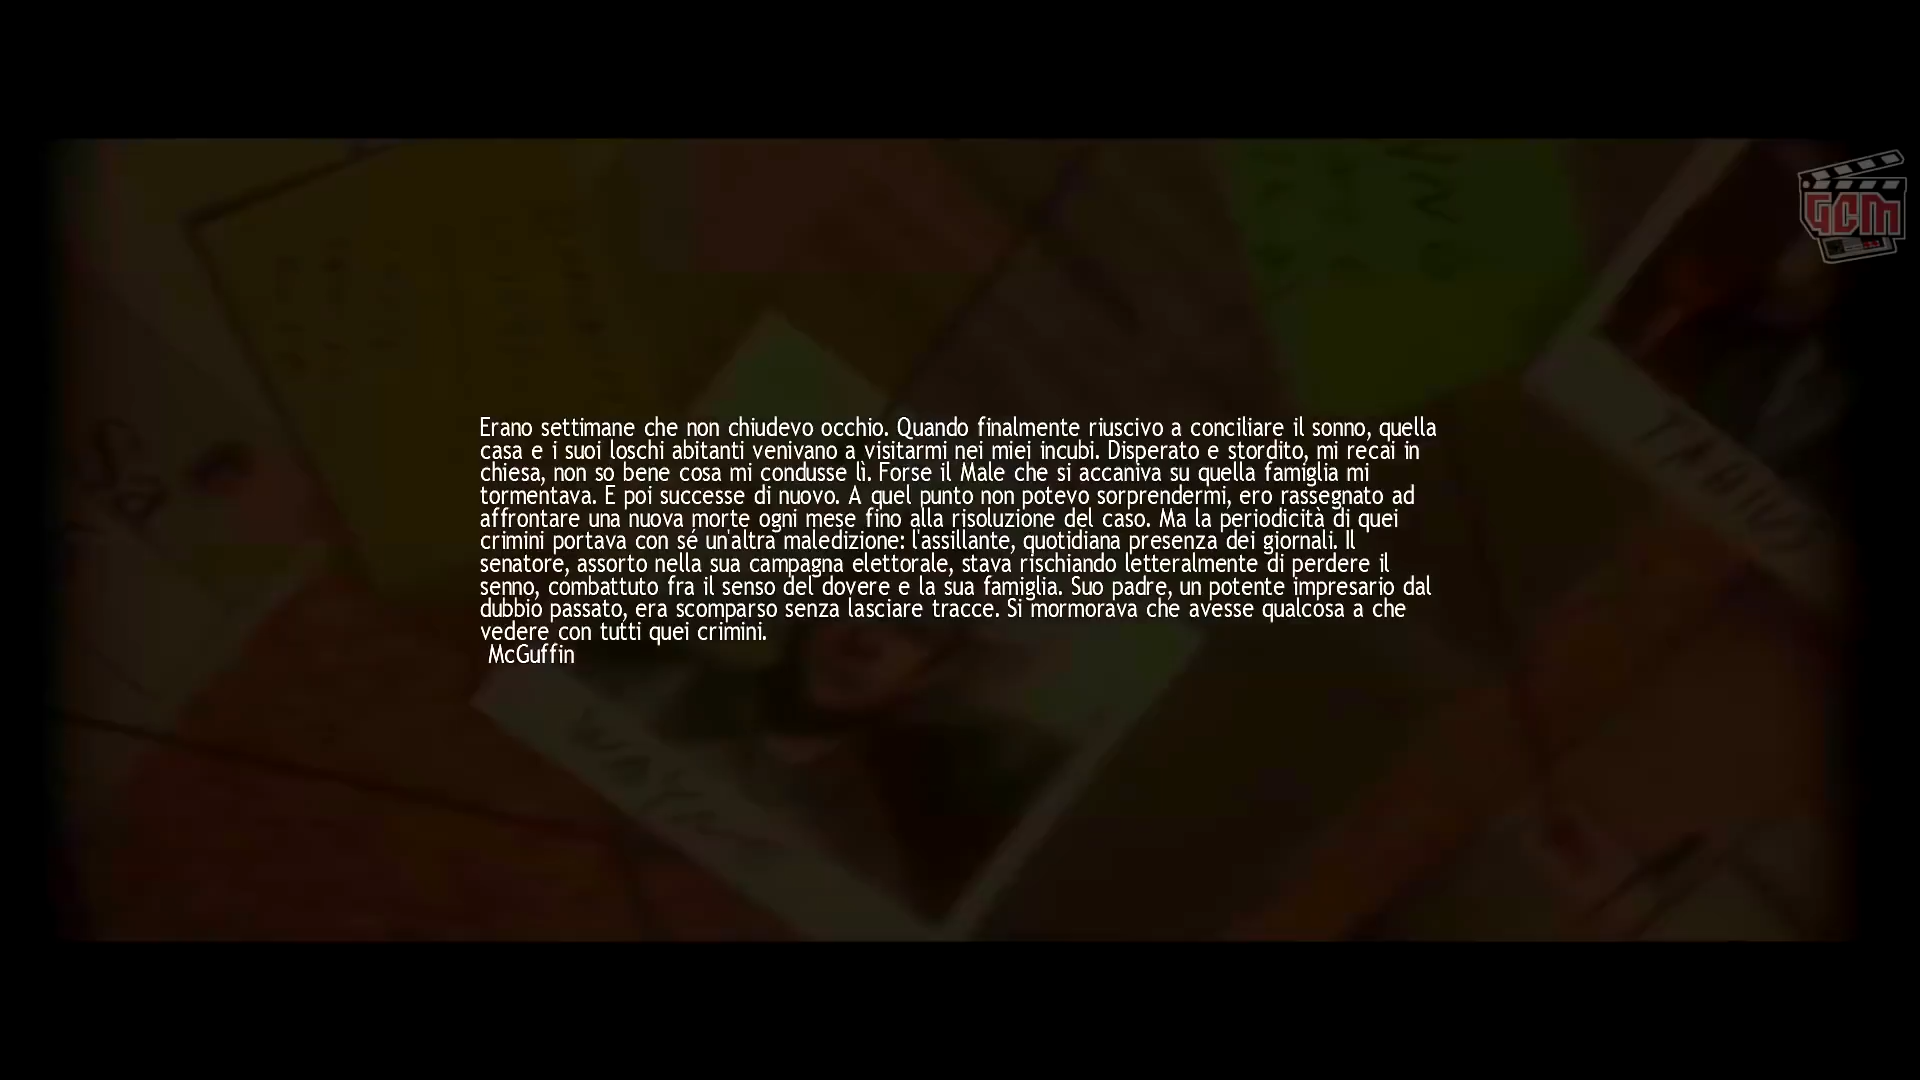 GCM
Erano settimane che non chiudevo occhio. Quando finalmente riuscivo a conciliare il sonno, quella
casa e i suoi loschi abitanti venivano a visitarmi nei miei incubi. Disperato e stordito, mi recai in
chiesa, non so bene cosa mi condusse lì. Forse il Male che si accaniva su quella famiglia mi
tormentava. E poi successe di nuovo. A quel punto non potevo sorprendermi, ero rassegnato ad
affrontare una nuova morte ogni mese fino alla risoluzione del caso. Ma la periodicità di quei
crimini portava con sé un'altra maledizione: l'assillante, quotidiana presenza dei giornali. Il
senatore, assorto nella sua campagna elettorale, stava rischiando letteralmente di perdere il
senno, combattuto fra il senso del dovere e la sua famiglia. Suo padre, un potente impresario dal
dubbio passato, era scomparso senza lasciare tracce. Si mormorava che avesse qualcosa a che
vedere con tutti quei crimini.
McGuffin